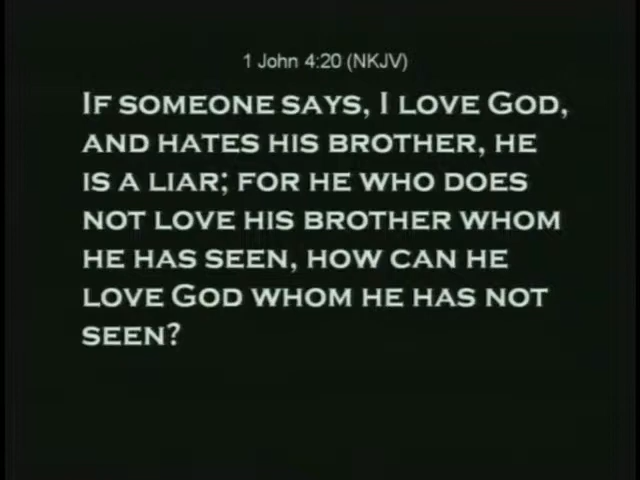 1 John 4:20 (NKJV)
If someone says, I love God,
and hates his brother, he
is a liar; for he who does
not love his brother whom
he has seen, how can he
love God whom he has not
seen?